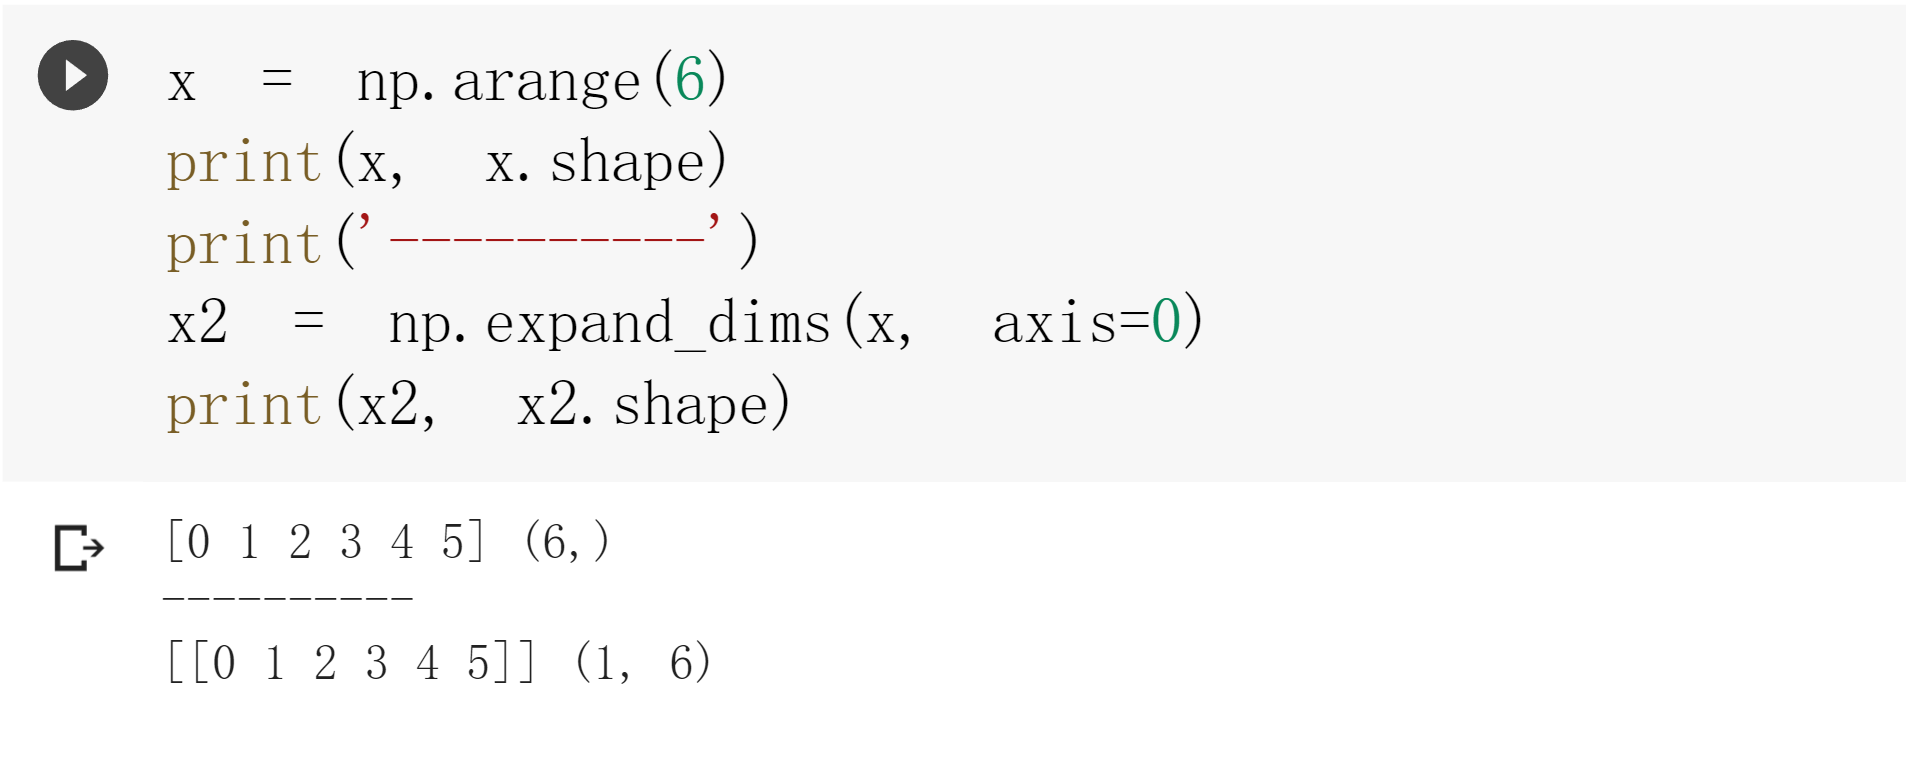 x = np.arange(6)
print(x, x.shape)
print('----------')
x2 = np.expand_dims(x, axis=0)
print(x2, x2.shape)
[0 1 2 3 4 5] (6,)
----------
[[0 1 2 3 4 5]] (1, 6)